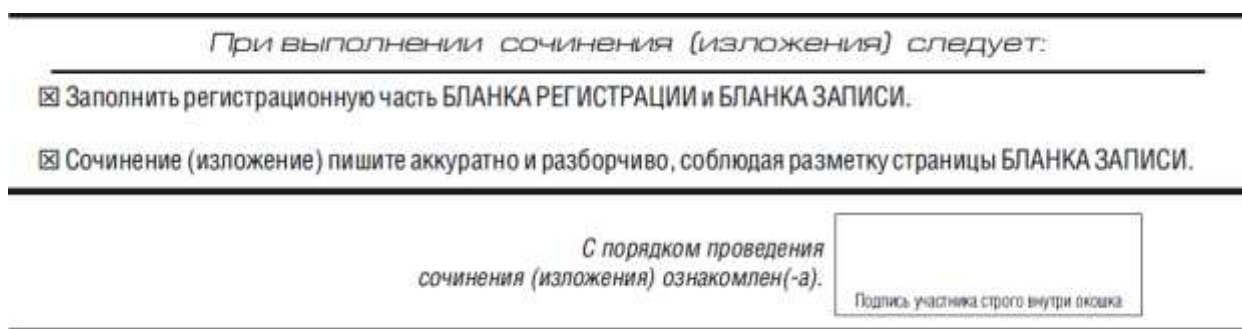 При выполнении сочинения (изложения) следует:
☒ Заполнить регистрационную часть БЛАНКА РЕГИСТРАЦИИ и БЛАНКА ЗАПИСИ.
☒ Сочинение (изложение) пишите аккуратно и разборчиво, соблюдая разметку страницы БЛАНКА ЗАПИСИ.
С порядком проведения
сочинения (изложения) ознакомлен(-а).
Подпись участника строго внутри окошка